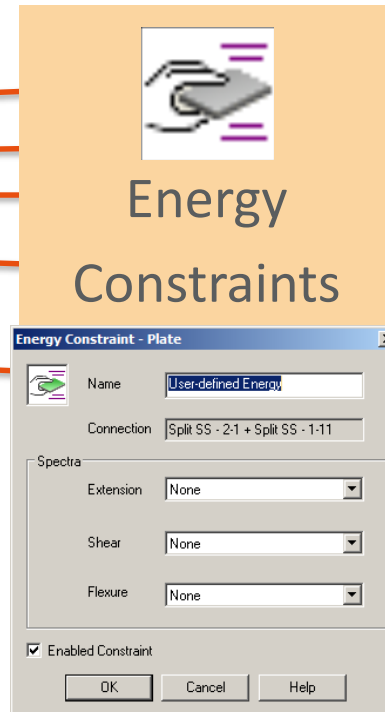 Energy
Constraints
Energy Constraint - Plate
Name User-defined Energy
Connection Split SS - 2-1 + Split SS - 1-11
Spectra
Extension None
Shear None
Flexure None
Enabled Constraint
OK Cancel Help